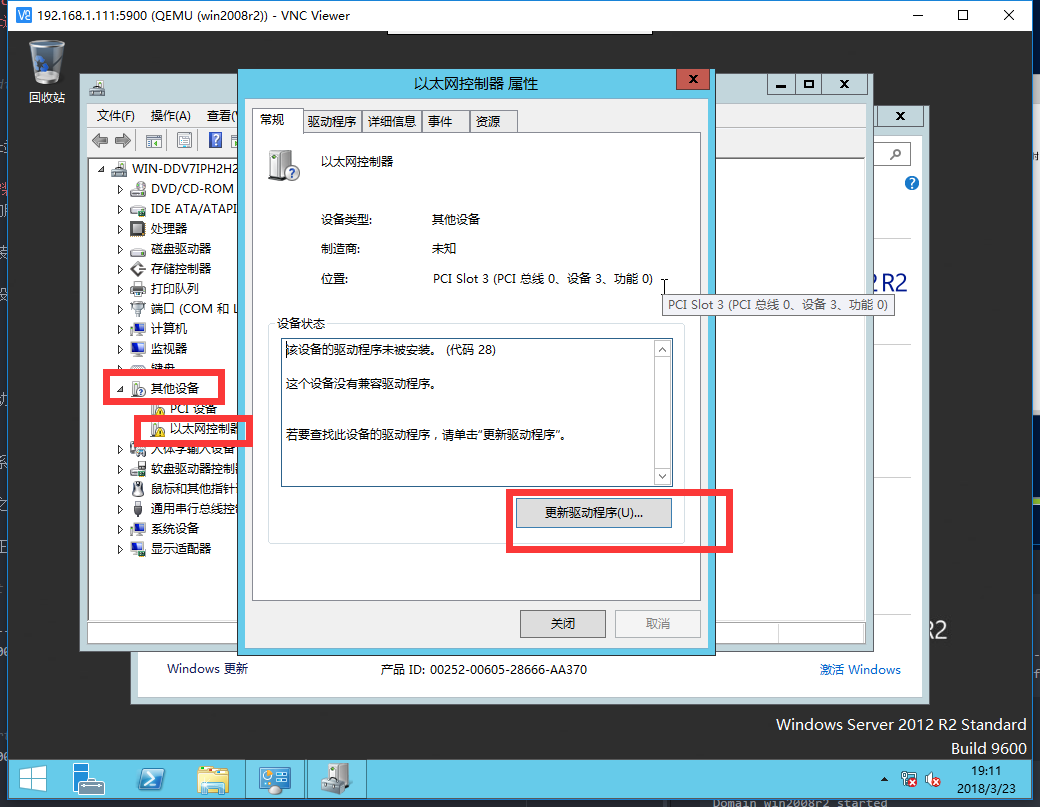 192.168.1.111:5900 (QEMU (win2008r2)) - VNC Viewer
回收站
以太网控制器 属性
文件(F) 操作(A) 查看(
常规 驱动程序 详细信息 事件 资源
WIN-DDV7IPH2H2
DVD/CD-ROM
IDE ATA/ATAPI
处理器
磁盘驱动器
存储控制器
打印队列
端口 (COM 和 L
计算机
监视器
键盘
其他设备
PCI 设备
以太网控制器
人体学输入设备
软盘驱动器控制
鼠标和其他指针
通用串行总线控
系统设备
显示适配器
以太网控制器
设备类型: 其他设备
制造商: 未知
位置: PCI Slot 3 (PCI 总线 0、设备 3、功能 0)
PCI Slot 3 (PCI 总线 0、设备 3、功能 0)
设备状态
该设备的驱动程序未被安装。 (代码 28)
这个设备没有兼容驱动程序。
若要查找此设备的驱动程序，请单击“更新驱动程序”。
更新驱动程序(U)...
关闭 取消
R2
R2
Windows 更新 产品 ID: 00252-00605-28666-AA370 激活 Windows
Windows Server 2012 R2 Standard
Build 9600
19:11
2018/3/23
Domain win2008r2 started